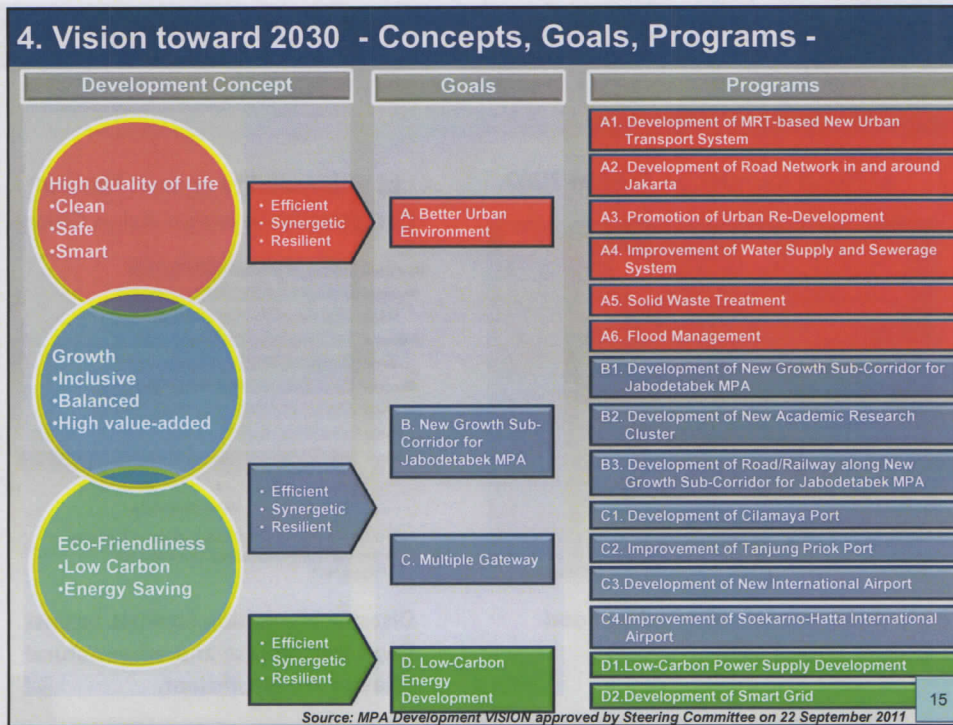 4. Vision toward 2030 - Concepts, Goals, Programs -
Development Concept
Goals
Programs
High Quality of Life
•Clean
•Safe
•Smart
Growth
•Inclusive
•Balanced
•High value-added
Eco-Friendliness
•Low Carbon
•Energy Saving
• Efficient
• Synergetic
• Resilient
• Efficient
• Synergetic
• Resilient
• Efficient
• Synergetic
• Resilient
A. Better Urban
Environment
B. New Growth Sub-
Corridor for
Jabodetabek MPA
C. Multiple Gateway
D. Low-Carbon
Energy
Development
A1. Development of MRT-based New Urban
Transport System
A2. Development of Road Network in and around
Jakarta
A3. Promotion of Urban Re-Development
A4. Improvement of Water Supply and Sewerage
System
A5. Solid Waste Treatment
A6. Flood Management
B1. Development of New Growth Sub-Corridor for
Jabodetabek MPA
B2. Development of New Academic Research
Cluster
B3. Development of Road/Railway along New
Growth Sub-Corridor for Jabodetabek MPA
C1. Development of Cilamaya Port
C2. Improvement of Tanjung Priok Port
C3.Development of New International Airport
C4.Improvement of Soekarno-Hatta International
Airport
D1.Low-Carbon Power Supply Development
D2.Development of Smart Grid
15
Source: MPA Development VISION approved by Steering Committee on 22 September 2011